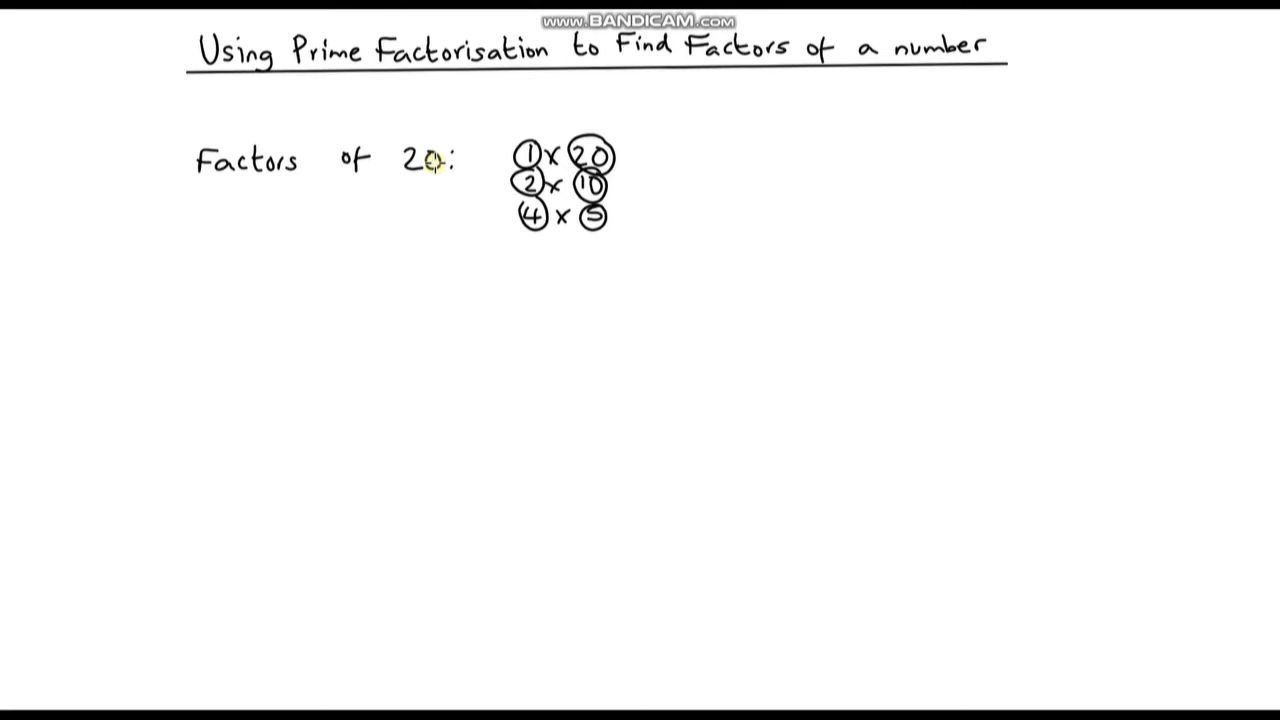 www.BANDICAM.com
Using Prime Factorisation to Find Factors of a number
Factors of 20: 1 x 20
2 x 10
4 x 5